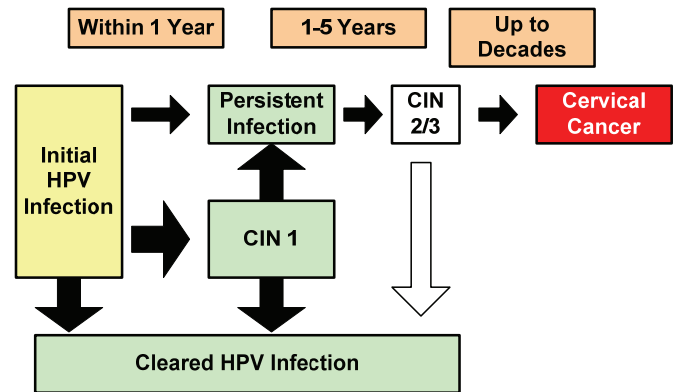 Within 1 Year
1-5 Years
Up to
Decades
Initial
HPV
Infection
Persistent
Infection
CIN
2/3
Cervical
Cancer
CIN 1
Cleared HPV Infection